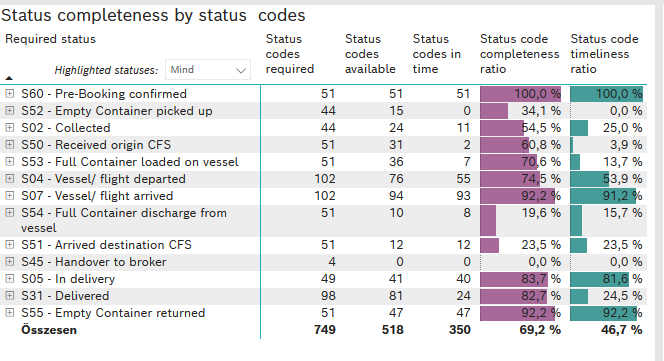 Status completeness by status codes
Required status
Status codes required
Status codes available
Status codes in time
Status code completeness ratio
Status code timeliness ratio
Highlighted statuses: Mind
S60 - Pre-Booking confirmed 51 51 51 100,0 % 100,0 %
S52 - Empty Container picked up 44 15 0 34,1 % 0,0 %
S02 - Collected 44 24 11 54,5 % 25,0 %
S50 - Received origin CFS 51 31 2 60,8 % 3,9 %
S53 - Full Container loaded on vessel 51 36 7 70,6 % 13,7 %
S04 - Vessel/ flight departed 102 76 55 74,5 % 53,9 %
S07 - Vessel/ flight arrived 102 94 93 92,2 % 91,2 %
S54 - Full Container discharge from 51 10 8 19,6 % 15,7 %
vessel
S51 - Arrived destination CFS 51 12 12 23,5 % 23,5 %
S45 - Handover to broker 4 0 0 0,0 % 0,0 %
S05 - In delivery 49 41 40 83,7 % 81,6 %
S31 - Delivered 98 81 24 82,7 % 24,5 %
S55 - Empty Container returned 51 47 47 92,2 % 92,2 %
Összesen 749 518 350 69,2 % 46,7 %